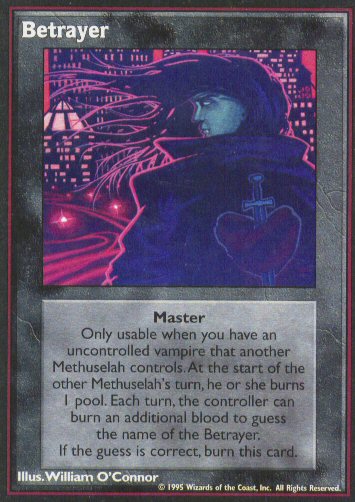 Betrayer
Master
Only usable when you have an
uncontrolled vampire that another
Methuselah controls. At the start of the
other Methuselah's turn, he or she burns
1 pool. Each turn, the controller can
burn an additional blood to guess
the name of the Betrayer.
If the guess is correct, burn this card.
Illus. William O'Connor
© 1995 Wizards of the Coast, Inc. All Rights Reserved.